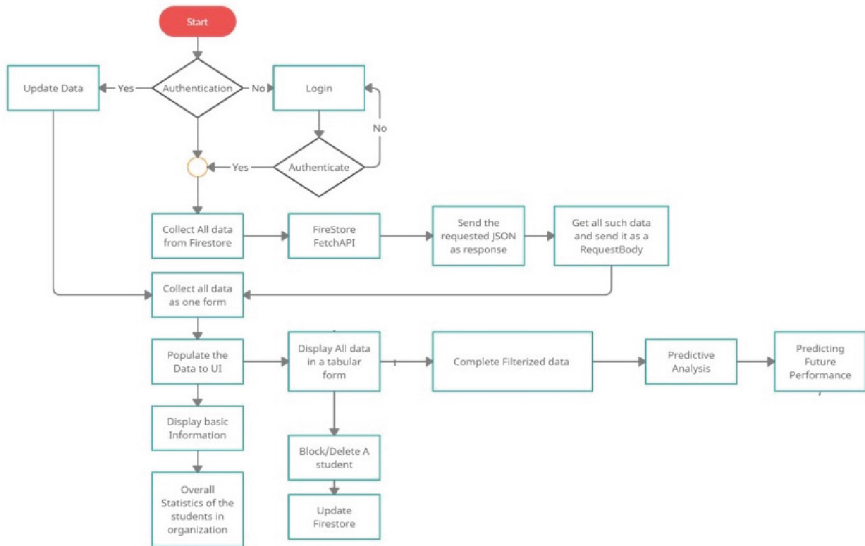 Start
Update Data
Yes
Authentication
No
Login
No
Yes
Authenticate
Collect All data
from Firestore
FireStore
FetchAPI
Send the
requested JSON
as response
Get all such data
and send it as a
RequestBody
Collect all data
as one form
Populate the
Data to UI
Display All data
in a tabular
form
Complete Filterized data
Predictive
Analysis
Predicting
Future
Performance
Display basic
Information
Block/Delete A
student
Overall
Statistics of the
students in
organization
Update
Firestore